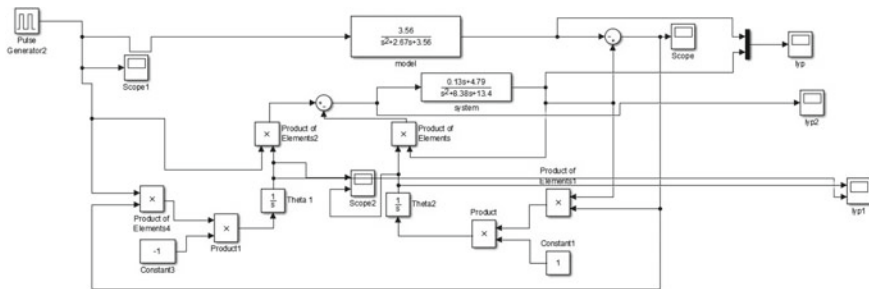 Pulse
Generator2
Scope1
3.56
s²+2.67s+3.56
model
Scope
lyp
0.13s+4.79
s²+8.38s+13.4
system
lyp2
×
Product of
Elements2
×
Product of
Elements
×
Product of
Elements4
-1
Constant3
×
Product1
1
s
Theta 1
Scope2
1
s
Theta2
×
Product
×
Product of
Elements1
1
Constant1
lyp1